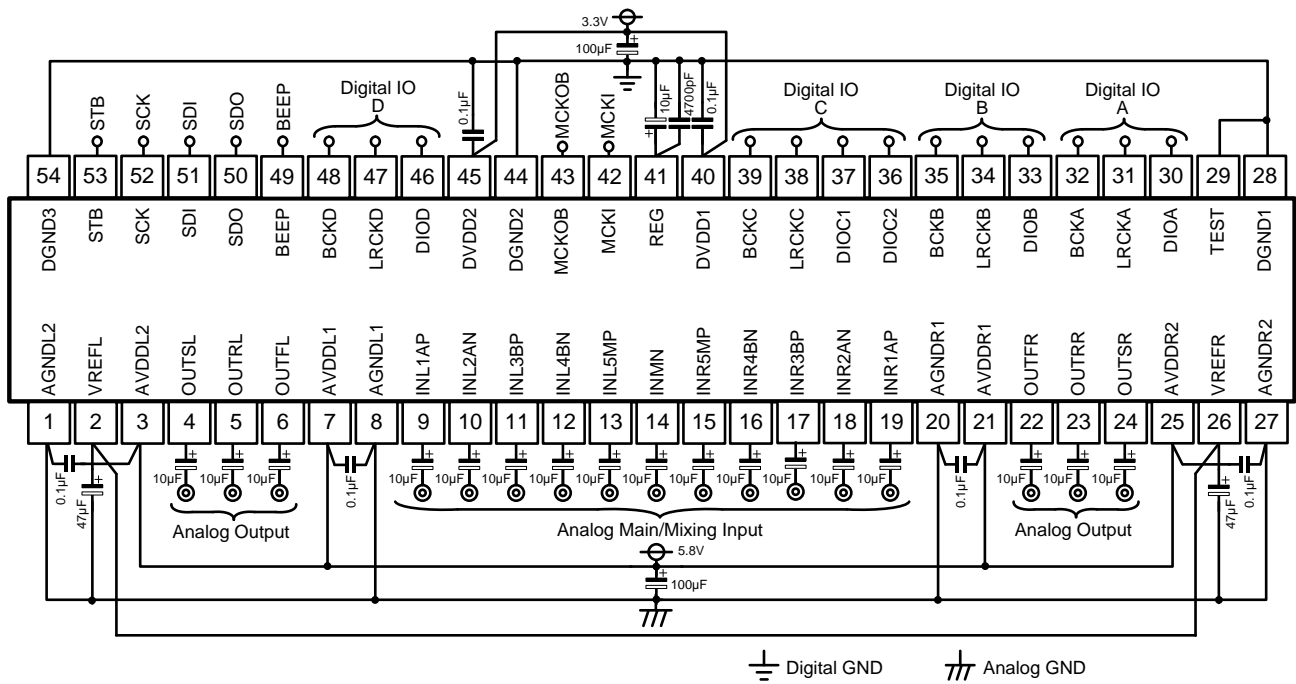 3.3V
100µF
Digital IO
D
0.1µF
10µF
4700pF
0.1µF
Digital IO
C
Digital IO
B
Digital IO
A
STB
SCK
SDI
SDO
BEEP
MCKOB
MCKI
54 53 52 51 50 49 48 47 46 45 44 43 42 41 40 39 38 37 36 35 34 33 32 31 30 29 28
DGND3
STB
SCK
SDI
SDO
BEEP
BCKD
LRCKD
DIOD
DVDD2
DGND2
MCKOB
MCKI
REG
DVDD1
BCKC
LRCKC
DIOC1
DIOC2
BCKB
LRCKB
DIOB
BCKA
LRCKA
DIOA
TEST
DGND1
AGNDL2
VREFL
AVDDL2
OUTSL
OUTRL
OUTFL
AVDDL1
AGNDL1
INL1AP
INL2AN
INL3BP
INL4BN
INL5MP
INMN
INR5MP
INR4BN
INR3BP
INR2AN
INR1AP
AGNDR1
AVDDR1
OUTFR
OUTRR
OUTSR
AVDDR2
VREFR
AGNDR2
1 2 3 4 5 6 7 8 9 10 11 12 13 14 15 16 17 18 19 20 21 22 23 24 25 26 27
0.1µF
47µF
10µF 10µF 10µF
0.1µF
10µF 10µF 10µF 10µF 10µF 10µF 10µF 10µF 10µF 10µF 10µF
0.1µF
10µF 10µF 10µF
47µF
0.1µF
Analog Output
Analog Main/Mixing Input
Analog Output
5.8V
100µF
Digital GND
Analog GND